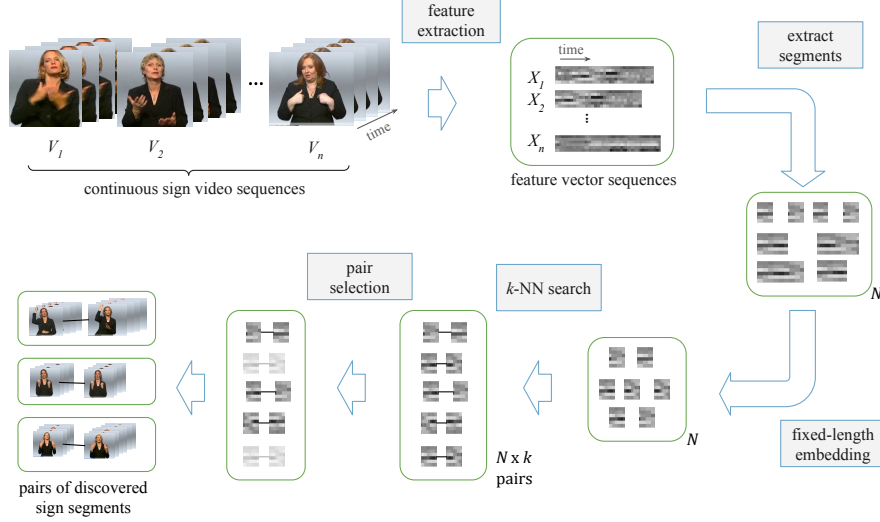 feature
extraction
extract
segments
time
X1
X2
⋮
Xn
...
time
V1
V2
Vn
continuous sign video sequences
feature vector sequences
N
pair
selection
k-NN search
N
fixed-length
embedding
N x k
pairs
pairs of discovered
sign segments